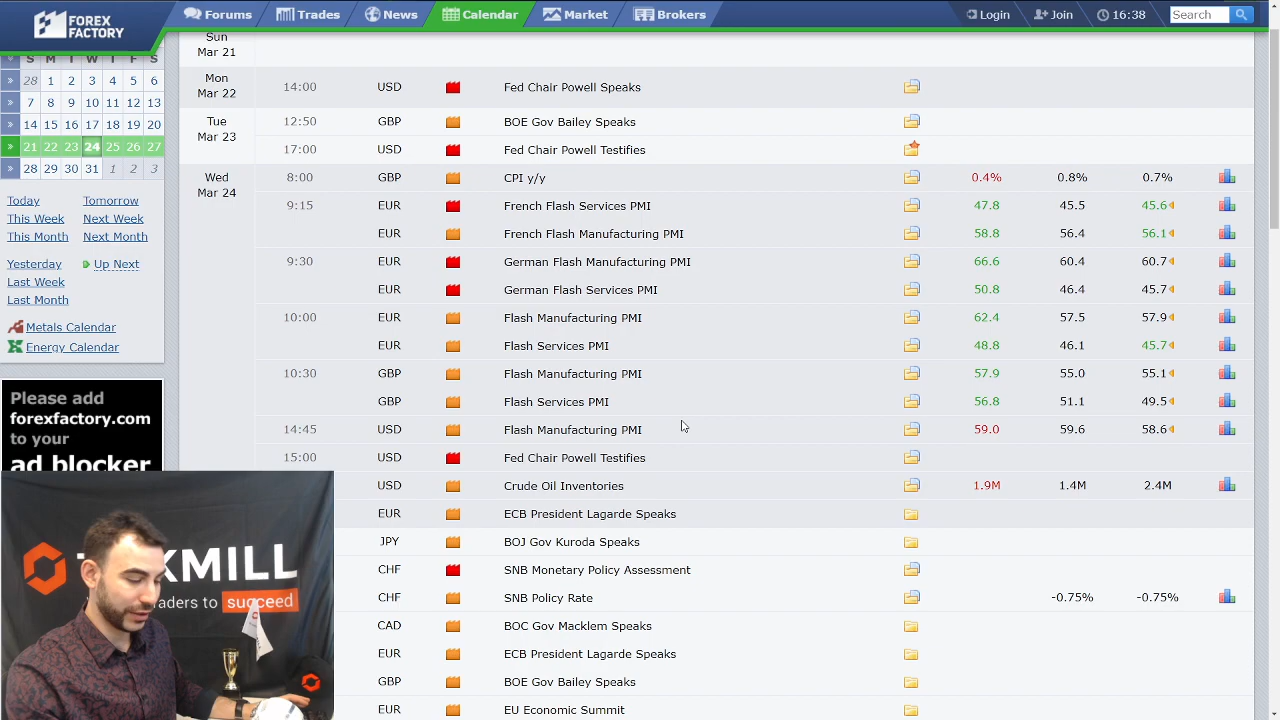 FOREX FACTORY
Forums Trades News Calendar Market Brokers Login Join 16:38 Search
S M T W T F S
28 1 2 3 4 5 6
7 8 9 10 11 12 13
14 15 16 17 18 19 20
21 22 23 24 25 26 27
28 29 30 31 1 2 3
Today Tomorrow
This Week Next Week
This Month Next Month
Yesterday Up Next
Last Week
Last Month
Metals Calendar
Energy Calendar
Please add
forexfactory.com
to your
ad blocker
Sun
Mar 21
Mon
Mar 22
14:00 USD Fed Chair Powell Speaks
Tue
Mar 23
12:50 GBP BOE Gov Bailey Speaks
17:00 USD Fed Chair Powell Testifies
Wed
Mar 24
8:00 GBP CPI y/y 0.4% 0.8% 0.7%
9:15 EUR French Flash Services PMI 47.8 45.5 45.6
EUR French Flash Manufacturing PMI 58.8 56.4 56.1
9:30 EUR German Flash Manufacturing PMI 66.6 60.4 60.7
EUR German Flash Services PMI 50.8 46.4 45.7
10:00 EUR Flash Manufacturing PMI 62.4 57.5 57.9
EUR Flash Services PMI 48.8 46.1 45.7
10:30 GBP Flash Manufacturing PMI 57.9 55.0 55.1
GBP Flash Services PMI 56.8 51.1 49.5
14:45 USD Flash Manufacturing PMI 59.0 59.6 58.6
15:00 USD Fed Chair Powell Testifies
USD Crude Oil Inventories 1.9M 1.4M 2.4M
EUR ECB President Lagarde Speaks
JPY BOJ Gov Kuroda Speaks
CHF SNB Monetary Policy Assessment
CHF SNB Policy Rate -0.75% -0.75%
CAD BOC Gov Macklem Speaks
EUR ECB President Lagarde Speaks
GBP BOE Gov Bailey Speaks
EUR EU Economic Summit
KMILL
aders to succeed